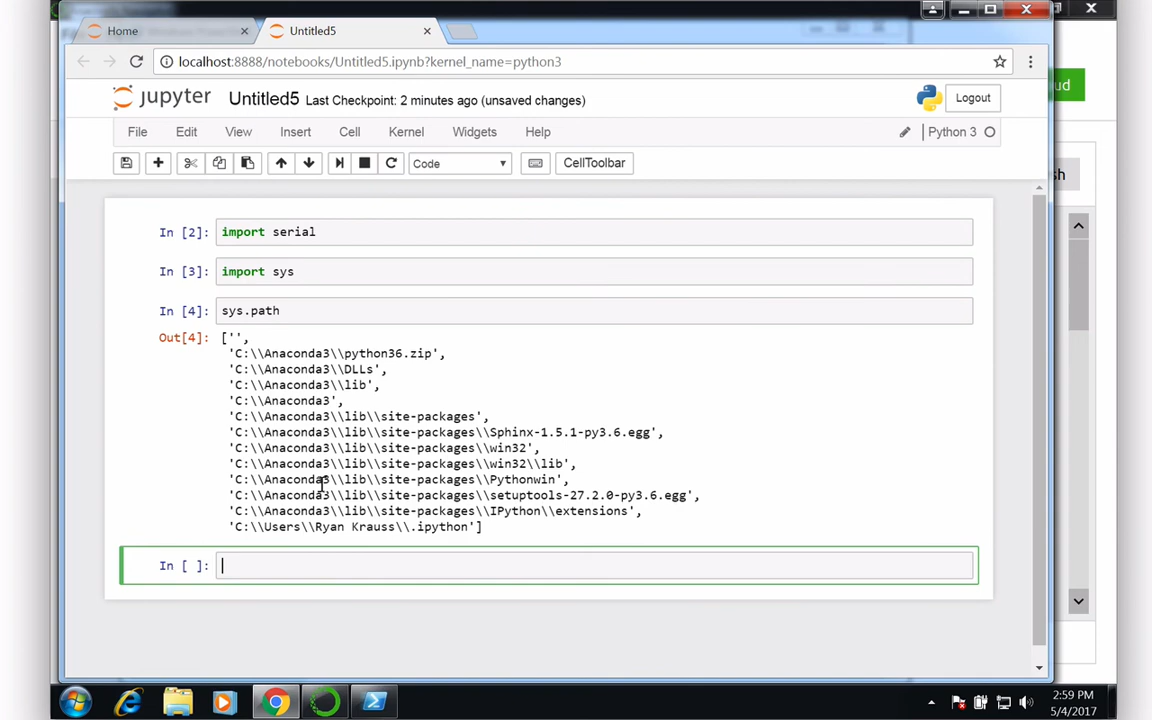 Home
Untitled5
localhost:8888/notebooks/Untitled5.ipynb?kernel_name=python3
jupyter Untitled5 Last Checkpoint: 2 minutes ago (unsaved changes)
Logout
File Edit View Insert Cell Kernel Widgets Help Python 3
Code CellToolbar
In [2]: import serial
In [3]: import sys
In [4]: sys.path
Out[4]: ['',
'C:\\Anaconda3\\python36.zip',
'C:\\Anaconda3\\DLLs',
'C:\\Anaconda3\\lib',
'C:\\Anaconda3',
'C:\\Anaconda3\\lib\\site-packages',
'C:\\Anaconda3\\lib\\site-packages\\Sphinx-1.5.1-py3.6.egg',
'C:\\Anaconda3\\lib\\site-packages\\win32',
'C:\\Anaconda3\\lib\\site-packages\\win32\\lib',
'C:\\Anaconda3\\lib\\site-packages\\Pythonwin',
'C:\\Anaconda3\\lib\\site-packages\\setuptools-27.2.0-py3.6.egg',
'C:\\Anaconda3\\lib\\site-packages\\IPython\\extensions',
'C:\\Users\\Ryan Krauss\\.ipython']
In [ ]:
2:59 PM
5/4/2017